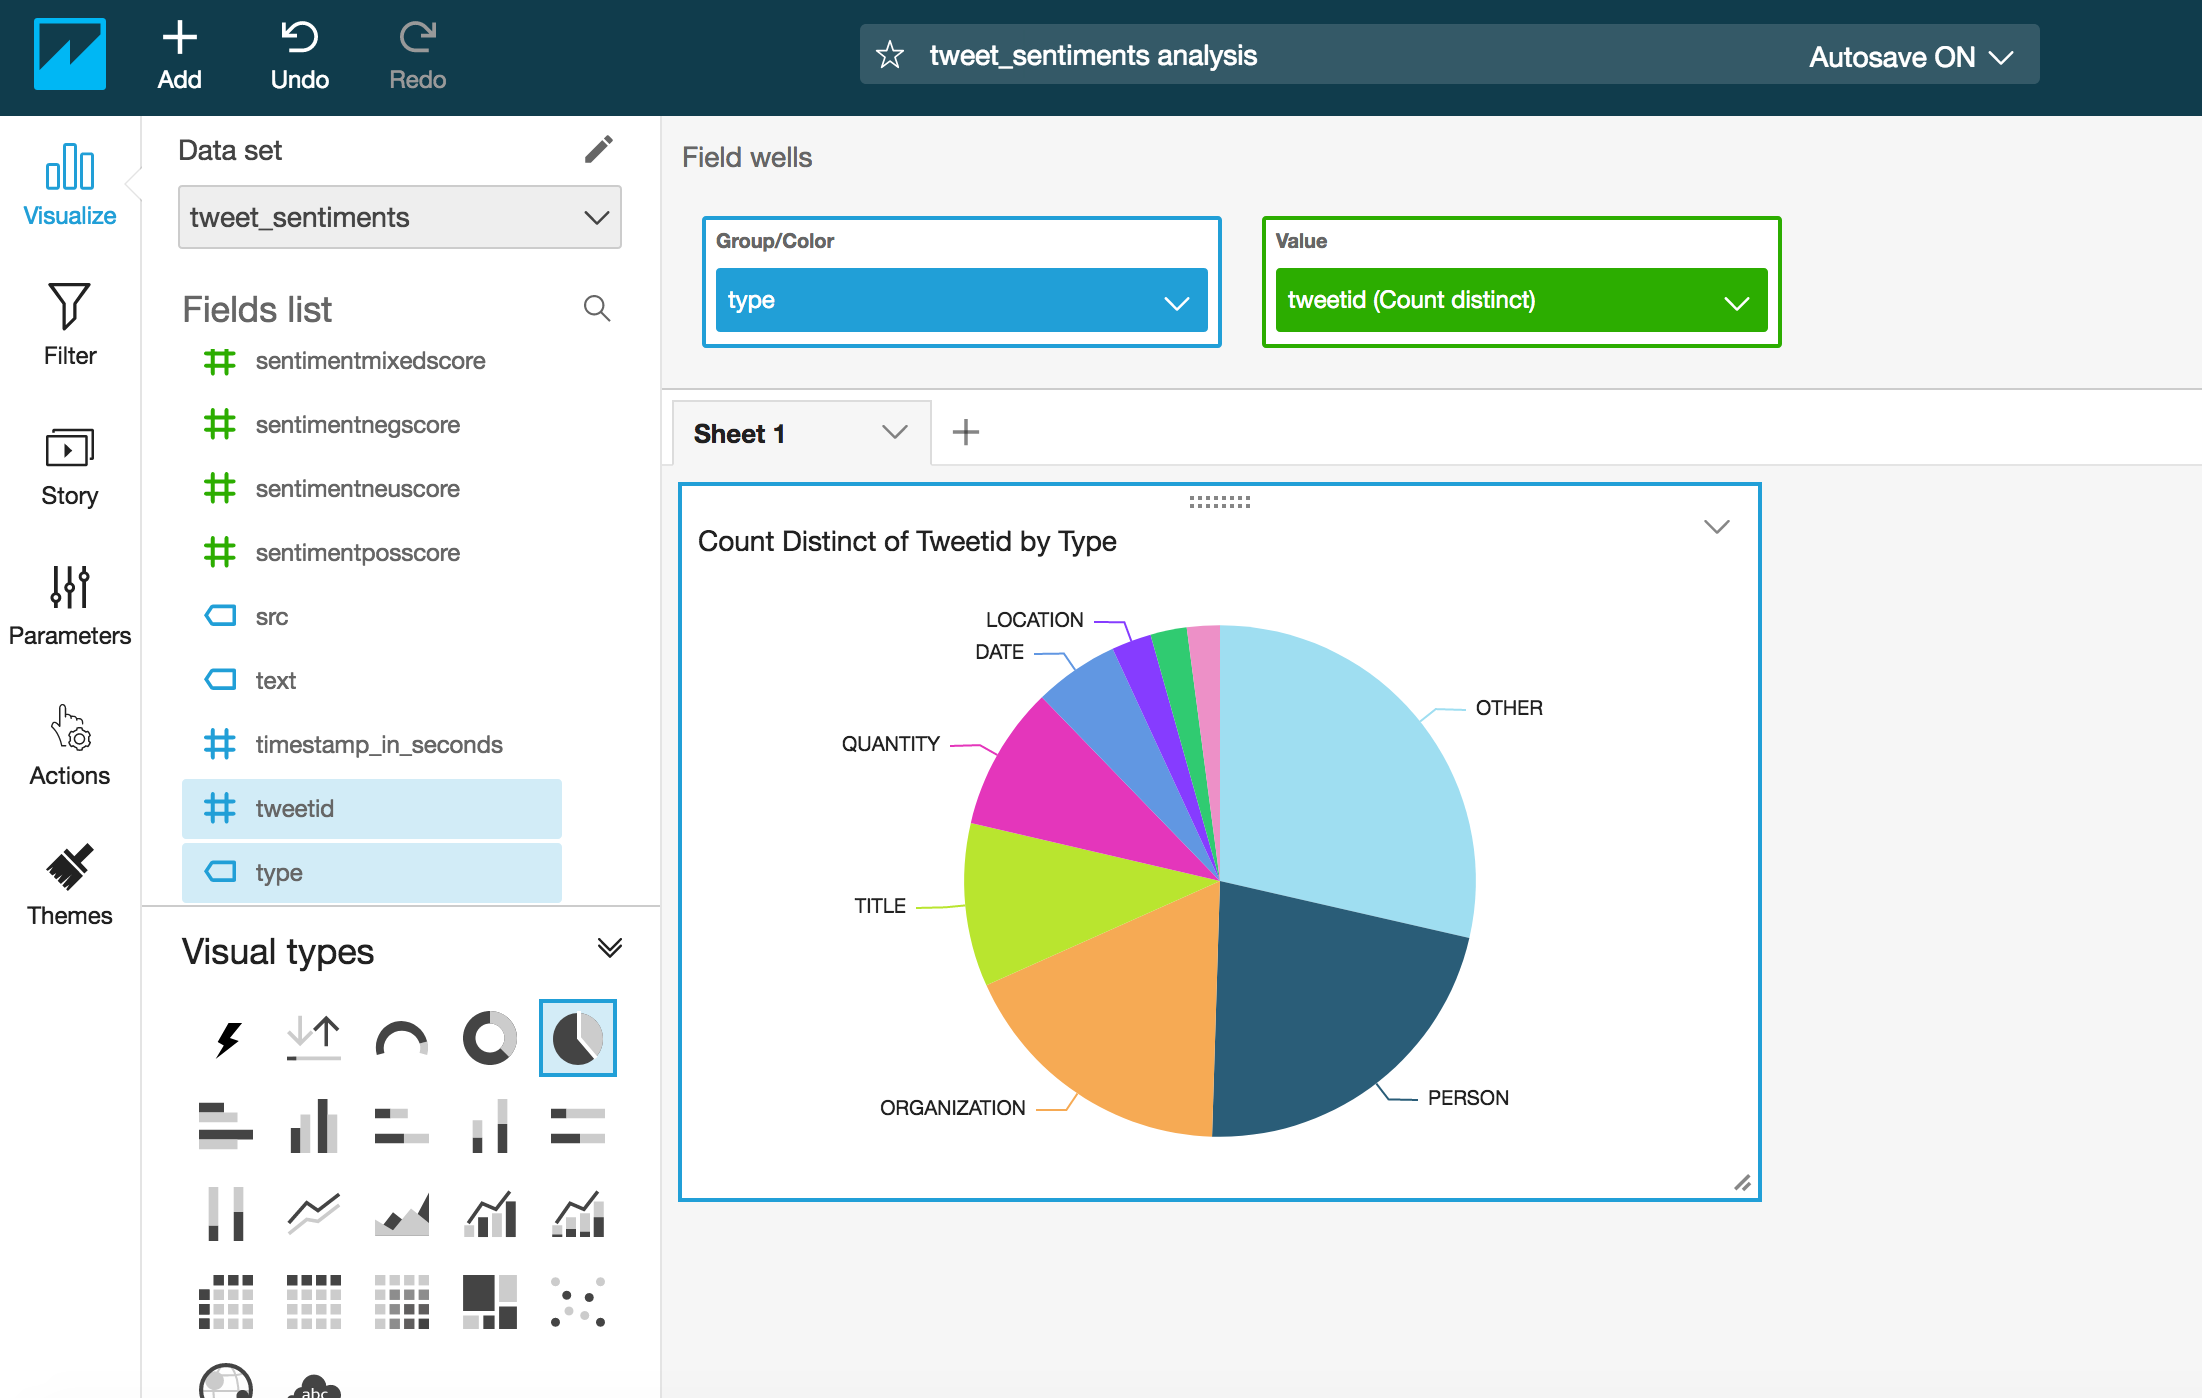 Add
Undo
Redo
tweet_sentiments analysis
Autosave ON
Visualize
Filter
Story
Parameters
Actions
Themes
Data set
tweet_sentiments
Fields list
sentimentmixedscore
sentimentnegscore
sentimentneuscore
sentimentposscore
src
text
timestamp_in_seconds
tweetid
type
Visual types
abc
Field wells
Group/Color
type
Value
tweetid (Count distinct)
Sheet 1
Count Distinct of Tweetid by Type
LOCATION
DATE
OTHER
QUANTITY
TITLE
ORGANIZATION
PERSON